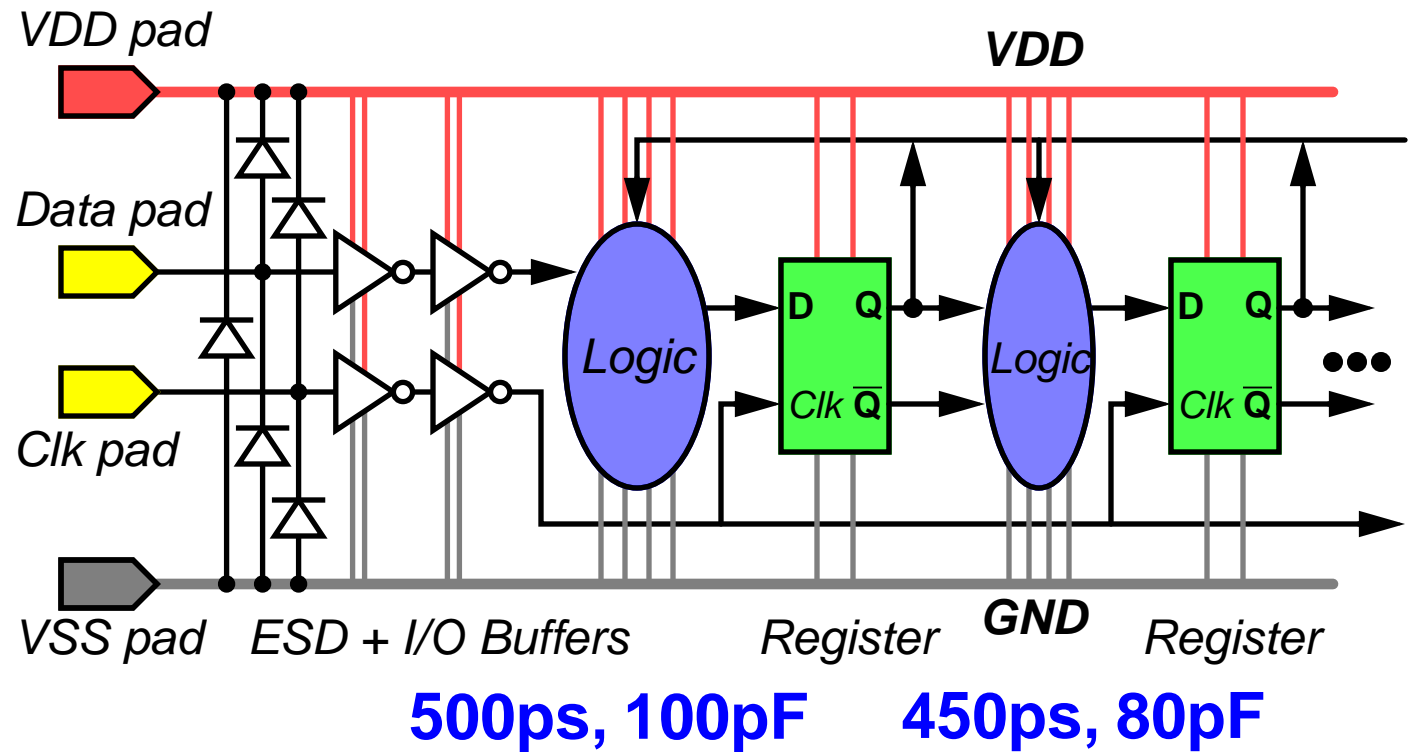 VDD pad
VDD
Data pad
D Q
D Q
Logic
Logic
Clk Q̅
Clk Q̅
Clk pad
VSS pad
ESD + I/O Buffers
Register
GND
Register
500ps, 100pF
450ps, 80pF